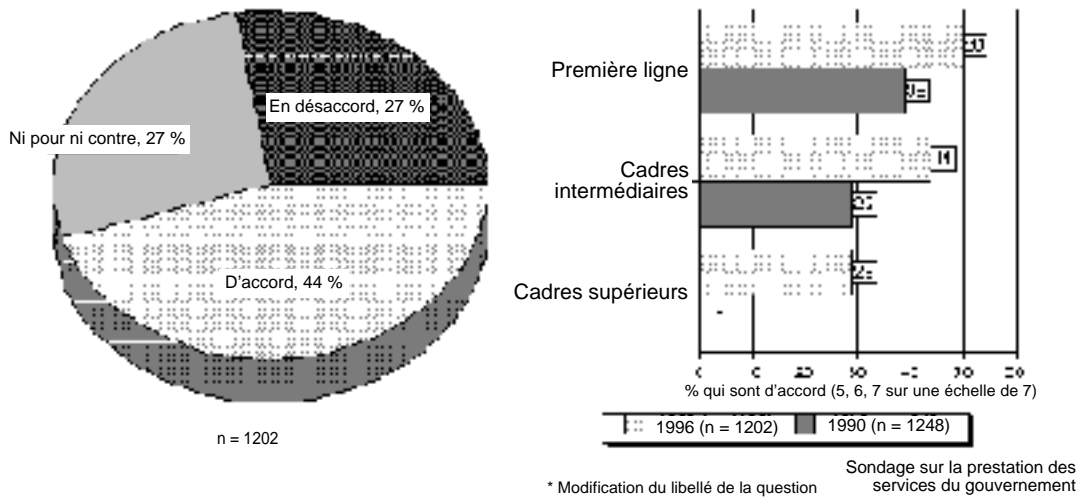 En désaccord, 27 %
Ni pour ni contre, 27 %
D'accord, 44 %
n = 1202
Première ligne
Cadres
intermédiaires
Cadres supérieurs
% qui sont d'accord (5, 6, 7 sur une échelle de 7)
1996 (n = 1202) 1990 (n = 1248)
* Modification du libellé de la question
Sondage sur la prestation des
services du gouvernement